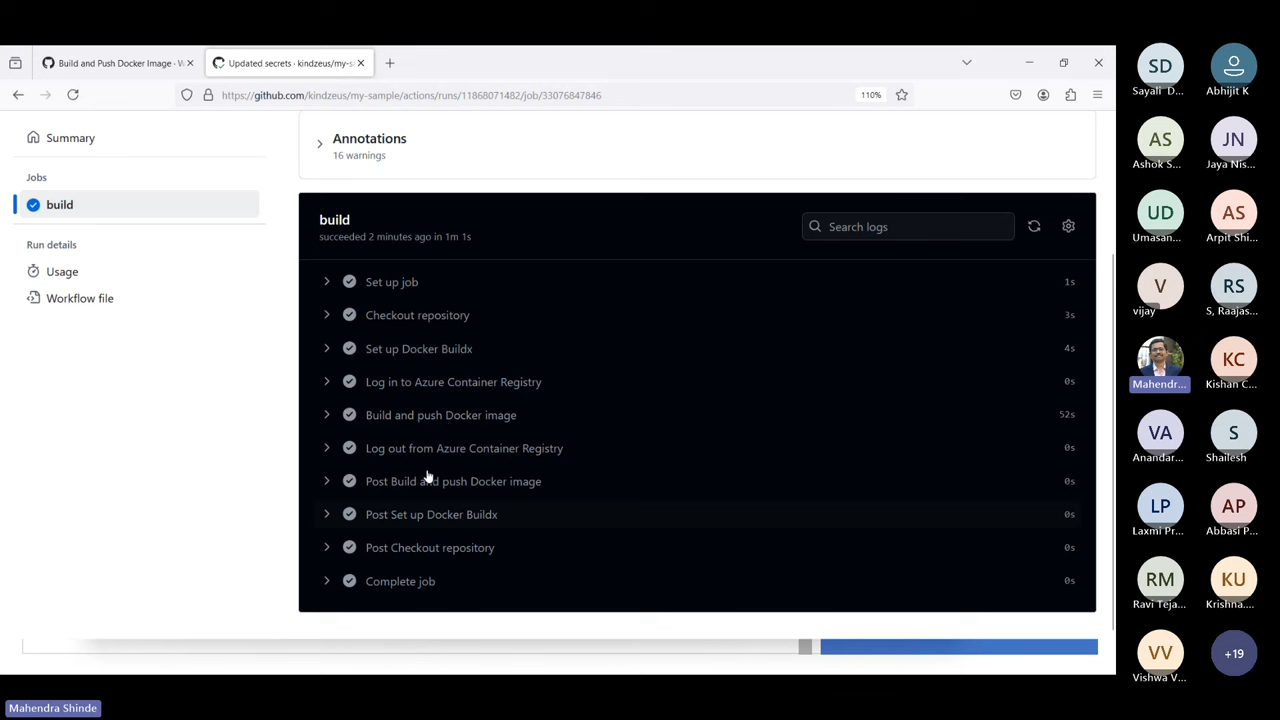 Build and Push Docker Image · W
Updated secrets · kindzeus/my-s
https://github.com/kindzeus/my-sample/actions/runs/11868071482/job/33076847846
110%
Summary
Jobs
build
Run details
Usage
Workflow file
Annotations
16 warnings
build
succeeded 2 minutes ago in 1m 1s
Search logs
Set up job 1s
Checkout repository 3s
Set up Docker Buildx 4s
Log in to Azure Container Registry 0s
Build and push Docker image 52s
Log out from Azure Container Registry 0s
Post Build and push Docker image 0s
Post Set up Docker Buildx 0s
Post Checkout repository 0s
Complete job 0s
SD
Sayali D...
Abhijit K
AS
Ashok S...
JN
Jaya Nis...
UD
Umasan...
AS
Arpit Shi...
V
vijay
RS
S, Raajas...
Mahendr...
KC
Kishan C...
VA
Anandar...
S
Shailesh
LP
Laxmi Pr...
AP
Abbasi P...
RM
Ravi Teja...
KU
Krishna....
VV
Vishwa V...
+19
Mahendra Shinde